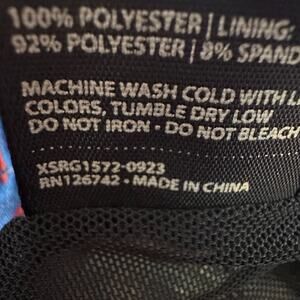 100% POLYESTER | LINING:
92% POLYESTER | 8% SPAND
MACHINE WASH COLD WITH LI
COLORS, TUMBLE DRY LOW
DO NOT IRON • DO NOT BLEACH
XSRG1572-0923
RN126742 • MADE IN CHINA